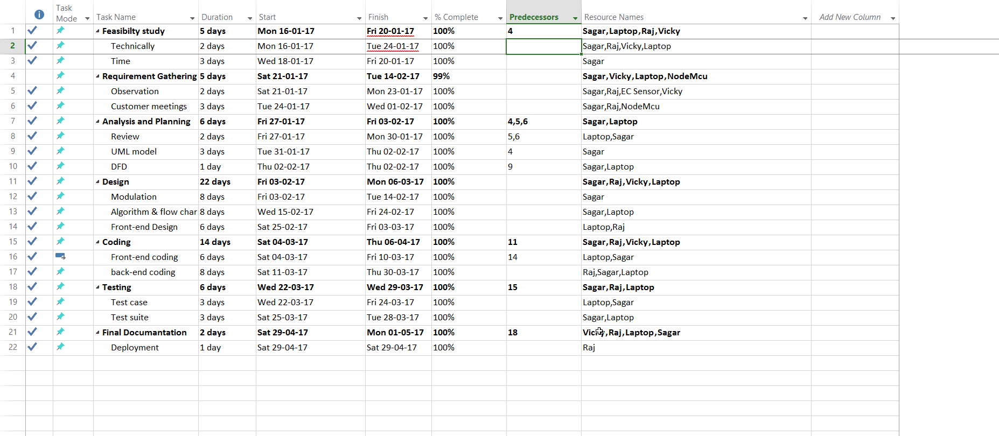 Task Mode Task Name Duration Start Finish % Complete Predecessors Resource Names Add New Column
1 Feasibilty study 5 days Mon 16-01-17 Fri 20-01-17 100% 4 Sagar,Laptop,Raj,Vicky
2 Technically 2 days Mon 16-01-17 Tue 24-01-17 100% Sagar,Raj,Vicky,Laptop
3 Time 3 days Wed 18-01-17 Fri 20-01-17 100% Sagar
4 Requirement Gathering 5 days Sat 21-01-17 Tue 14-02-17 99% Sagar,Vicky,Laptop,NodeMcu
5 Observation 2 days Sat 21-01-17 Mon 23-01-17 100% Sagar,Raj,EC Sensor,Vicky
6 Customer meetings 3 days Tue 24-01-17 Wed 01-02-17 100% Sagar,Raj,NodeMcu
7 Analysis and Planning 6 days Fri 27-01-17 Fri 03-02-17 100% 4,5,6 Sagar,Laptop
8 Review 2 days Fri 27-01-17 Mon 30-01-17 100% 5,6 Laptop,Sagar
9 UML model 3 days Tue 31-01-17 Thu 02-02-17 100% 4 Sagar
10 DFD 1 day Thu 02-02-17 Thu 02-02-17 100% 9 Sagar,Laptop
11 Design 22 days Fri 03-02-17 Mon 06-03-17 100% Sagar,Raj,Vicky,Laptop
12 Modulation 8 days Fri 03-02-17 Tue 14-02-17 100% Sagar
13 Algorithm & flow char 8 days Wed 15-02-17 Fri 24-02-17 100% Sagar,Laptop
14 Front-end Design 6 days Sat 25-02-17 Fri 03-03-17 100% Laptop,Raj
15 Coding 14 days Sat 04-03-17 Thu 06-04-17 100% 11 Sagar,Raj,Vicky,Laptop
16 Front-end coding 6 days Sat 04-03-17 Fri 10-03-17 100% 14 Laptop,Sagar
17 back-end coding 8 days Sat 11-03-17 Thu 30-03-17 100% Raj,Sagar,Laptop
18 Testing 6 days Wed 22-03-17 Wed 29-03-17 100% 15 Sagar,Raj,Laptop
19 Test case 3 days Wed 22-03-17 Fri 24-03-17 100% Laptop,Sagar
20 Test suite 3 days Sat 25-03-17 Tue 28-03-17 100% Sagar,Laptop
21 Final Documantation 2 days Sat 29-04-17 Mon 01-05-17 100% 18 Vicky,Raj,Laptop,Sagar
22 Deployment 1 day Sat 29-04-17 Sat 29-04-17 100% Raj